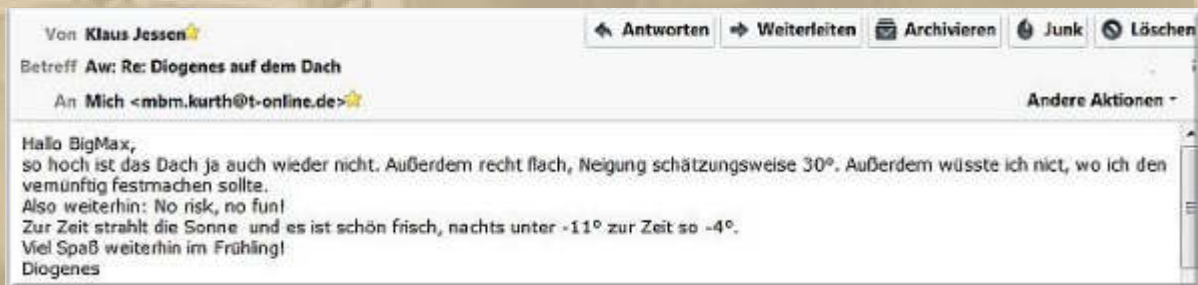 Von Klaus Jessen Antworten Weiterleiten Archivieren Junk Löschen
Betreff Aw: Re: Diogenes auf dem Dach
An Mich <mbm.kurth@t-online.de> Andere Aktionen
Hallo BigMax,
so hoch ist das Dach ja auch wieder nicht. Außerdem recht flach, Neigung schätzungsweise 30°. Außerdem wüsste ich nict, wo ich den
vernünftig festmachen sollte.
Also weiterhin: No risk, no fun!
Zur Zeit strahlt die Sonne und es ist schön frisch, nachts unter -11° zur Zeit so -4°.
Viel Spaß weiterhin im Frühling!
Diogenes